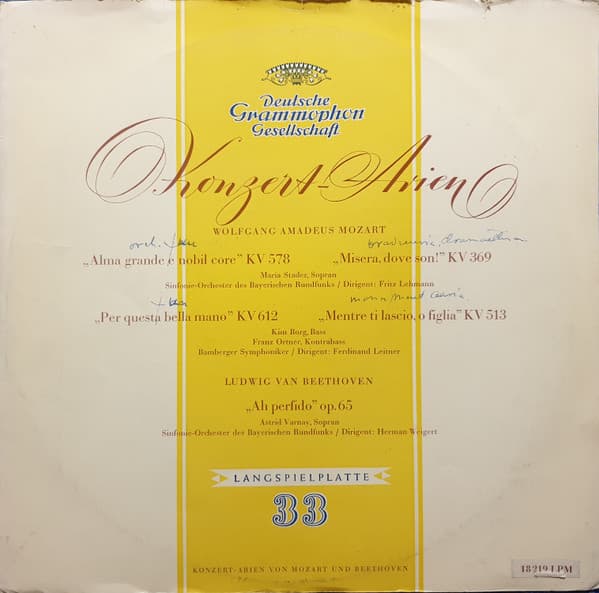 Deutsche
Grammophon
Gesellschaft
Konzert-Arien
WOLFGANG AMADEUS MOZART
„Alma grande e nobil core” KV 578 „Misera, dove son!” KV 369
Maria Stader, Sopran
Sinfonie-Orchester des Bayerischen Rundfunks / Dirigent: Fritz Lehmann
„Per questa bella mano” KV 612 „Mentre ti lascio, o figlia” KV 513
Kim Borg, Bass
Franz Ortner, Kontrabass
Bamberger Symphoniker / Dirigent: Ferdinand Leitner
LUDWIG VAN BEETHOVEN
„Ah perfido” op. 65
Astrid Varnay, Sopran
Sinfonie-Orchester des Bayerischen Rundfunks / Dirigent: Herman Weigert
LANGSPIELPLATTE
33
KONZERT-ARIEN VON MOZART UND BEETHOVEN
18219 LPM